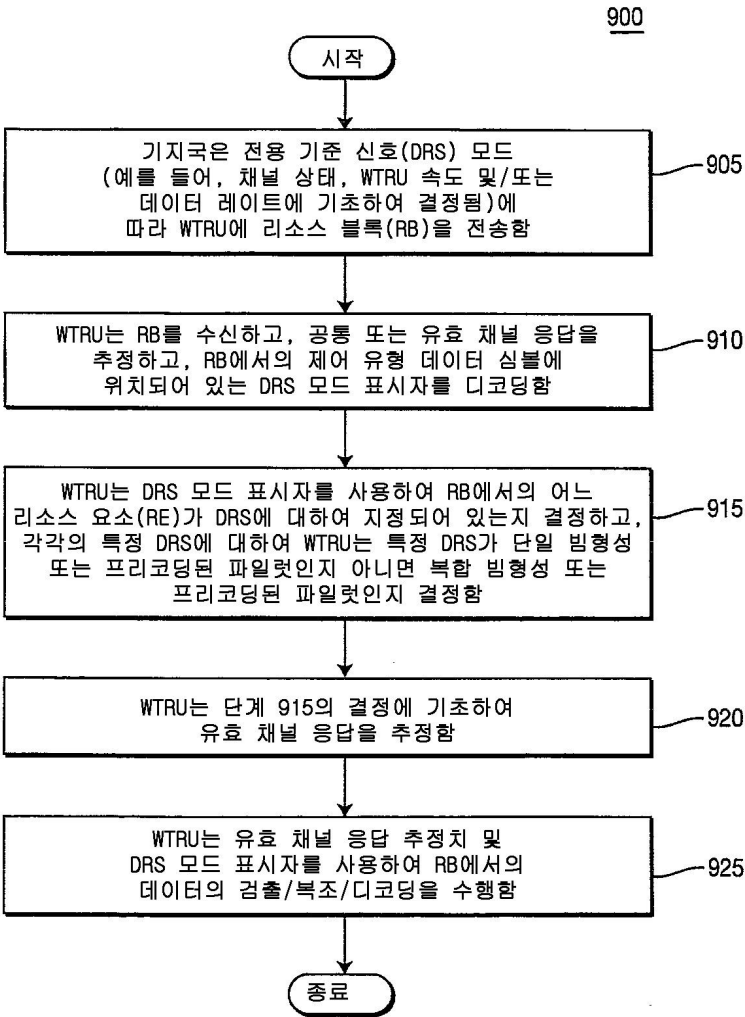 900
시작
기지국은 전용 기준 신호(DRS) 모드
(예를 들어, 채널 상태, WTRU 속도 및/또는
데이터 레이트에 기초하여 결정됨)에
따라 WTRU에 리소스 블록(RB)을 전송함
905
WTRU는 RB를 수신하고, 공통 또는 유효 채널 응답을
추정하고, RB에서의 제어 유형 데이터 심볼에
위치되어 있는 DRS 모드 표시자를 디코딩함
910
WTRU는 DRS 모드 표시자를 사용하여 RB에서의 어느
리소스 요소(RE)가 DRS에 대하여 지정되어 있는지 결정하고,
각각의 특정 DRS에 대하여 WTRU는 특정 DRS가 단일 빔형성
또는 프리코딩된 파일럿인지 아니면 복합 빔형성 또는
프리코딩된 파일럿인지 결정함
915
WTRU는 단계 915의 결정에 기초하여
유효 채널 응답을 추정함
920
WTRU는 유효 채널 응답 추정치 및
DRS 모드 표시자를 사용하여 RB에서의
데이터의 검출/복조/디코딩을 수행함
925
종료